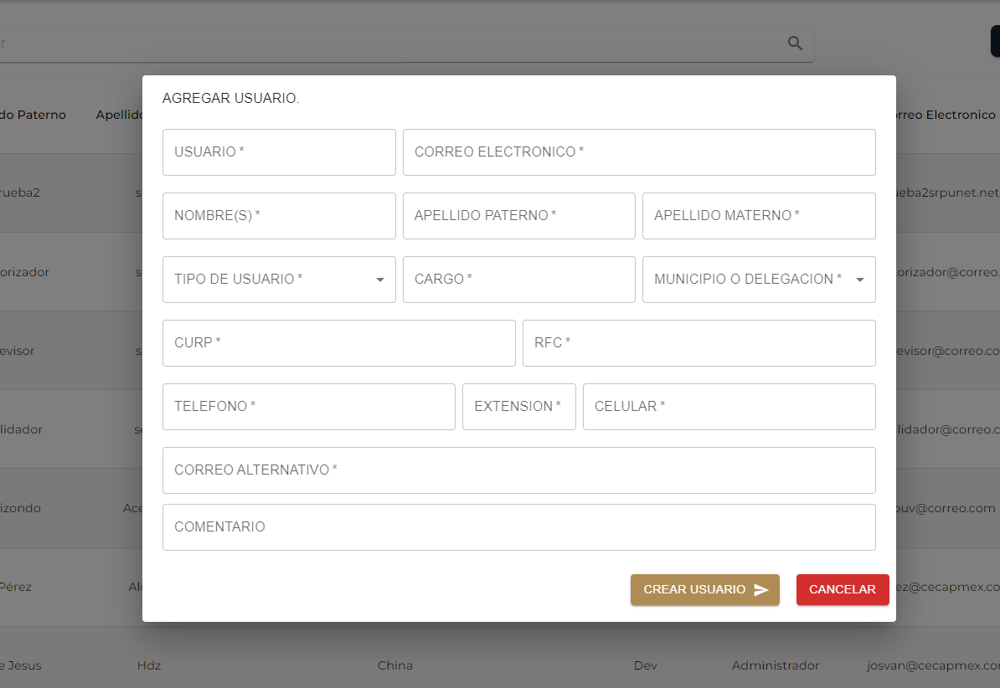 AGREGAR USUARIO.
do Paterno Apellido rreo Electronico
USUARIO * CORREO ELECTRONICO *
rueba2 s ueba2srpunet.net
NOMBRE(S) * APELLIDO PATERNO * APELLIDO MATERNO *
orizador s orizador@correo.
TIPO DE USUARIO * CARGO * MUNICIPIO O DELEGACION *
evisor s evisor@correo.co
CURP * RFC *
TELEFONO * EXTENSION * CELULAR *
lidador se lidador@correo.c
CORREO ALTERNATIVO *
izondo Ace ouv@correo.com
COMENTARIO
Pérez Al ez@cecapmex.co
CREAR USUARIO CANCELAR
e Jesus Hdz China Dev Administrador josvan@cecapmex.com